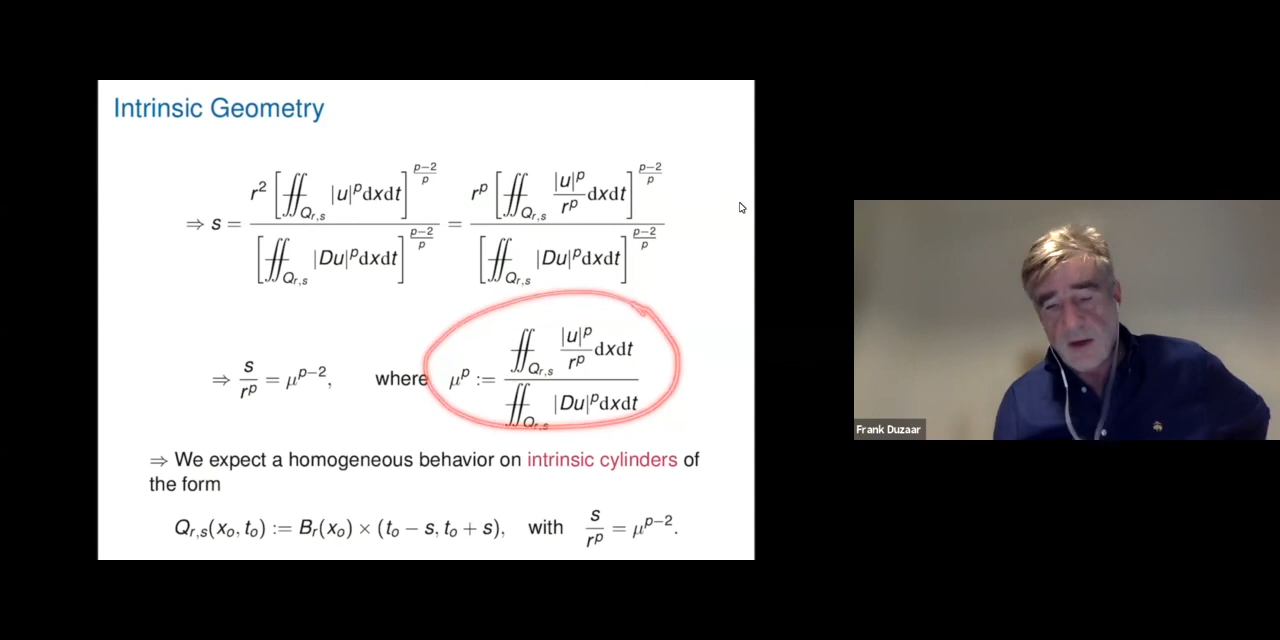 Intrinsic Geometry
⇒ s = r² [∬_{Q_{r,s}} |u|^p dxdt]^{(p−2)/p} / [∬_{Q_{r,s}} |Du|^p dxdt]^{(p−2)/p} = r^p [∬_{Q_{r,s}} |u|^p/r^p dxdt]^{(p−2)/p} / [∬_{Q_{r,s}} |Du|^p dxdt]^{(p−2)/p}
⇒ s/r^p = μ^{p−2}, where μ^p := ∬_{Q_{r,s}} |u|^p/r^p dxdt / ∬_{Q_{r,s}} |Du|^p dxdt
⇒ We expect a homogeneous behavior on intrinsic cylinders of
the form
Q_{r,s}(x_o, t_o) := B_r(x_o) × (t_o − s, t_o + s), with s/r^p = μ^{p−2}.
Frank Duzaar